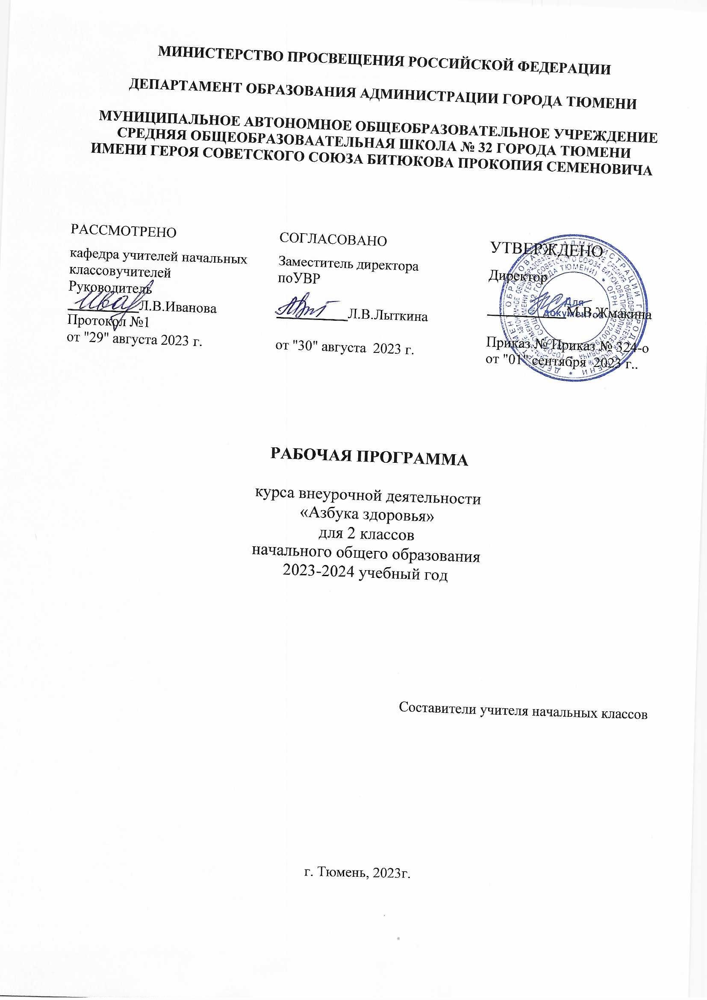 МИНИСТЕРСТВО ПРОСВЕЩЕНИЯ РОССИЙСКОЙ ФЕДЕРАЦИИ
ДЕПАРТАМЕНТ ОБРАЗОВАНИЯ АДМИНИСТРАЦИИ ГОРОДА ТЮМЕНИ
МУНИЦИПАЛЬНОЕ АВТОНОМНОЕ ОБЩЕОБРАЗОВАТЕЛЬНОЕ УЧРЕЖДЕНИЕ
СРЕДНЯЯ ОБЩЕОБРАЗОВААТЕЛЬНАЯ ШКОЛА № 32 ГОРОДА ТЮМЕНИ
ИМЕНИ ГЕРОЯ СОВЕТСКОГО СОЮЗА БИТЮКОВА ПРОКОПИЯ СЕМЕНОВИЧА
РАССМОТРЕНО
кафедра учителей начальных
классовучителей
Руководитель
Л.В.Иванова
Протокол №1
от "29" августа 2023 г.
СОГЛАСОВАНО
Заместитель директора
поУВР
Л.В.Лыткина
от "30" августа 2023 г.
УТВЕРЖДЕНО
Директор
М.В.Жмакина
Приказ № Приказ № 324-о
от "01" сентября 2023 г..
Для
документов
РАБОЧАЯ ПРОГРАММА
курса внеурочной деятельности
«Азбука здоровья»
для 2 классов
начального общего образования
2023-2024 учебный год
Составители учителя начальных классов
г. Тюмень, 2023г.